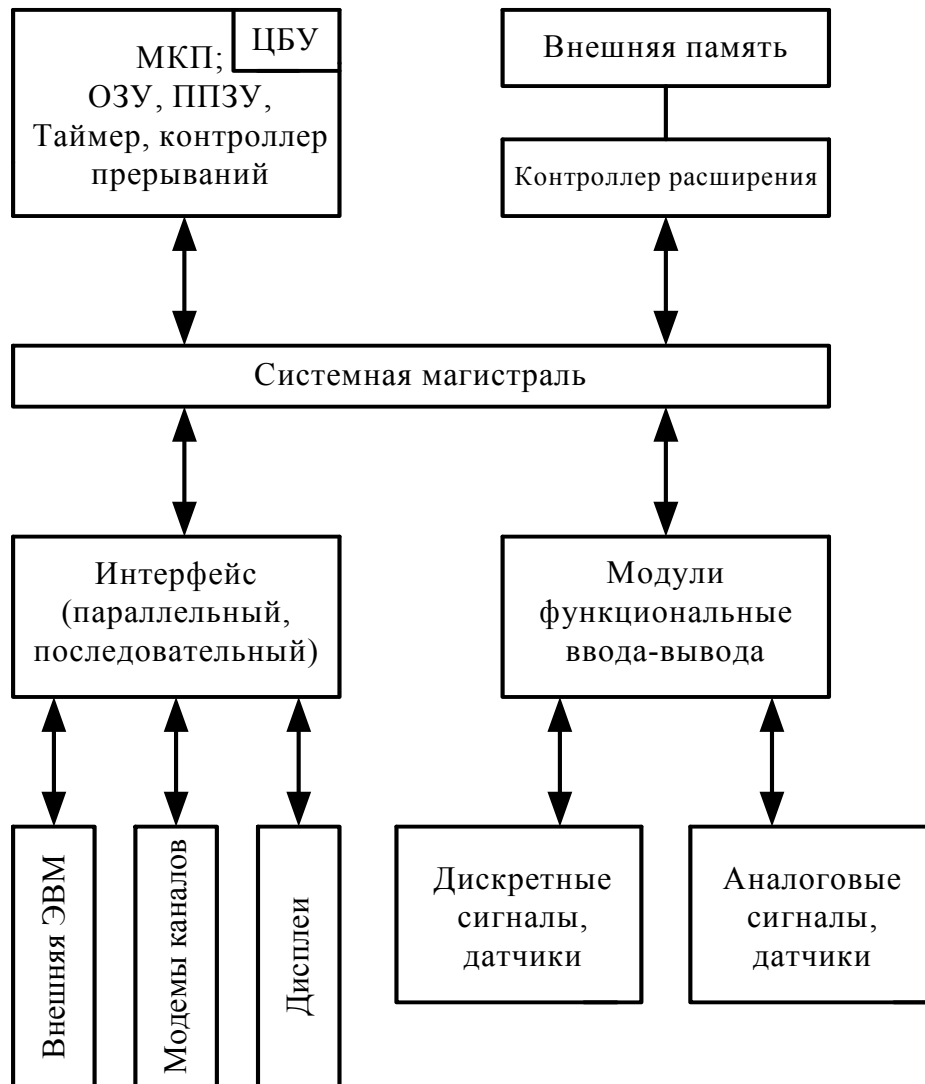 ЦБУ
МКП;
ОЗУ, ППЗУ,
Таймер, контроллер
прерываний
Внешняя память
Контроллер расширения
Системная магистраль
Интерфейс
(параллельный,
последовательный)
Модули
функциональные
ввода-вывода
Внешняя ЭВМ
Модемы каналов
Дисплеи
Дискретные
сигналы,
датчики
Аналоговые
сигналы,
датчики